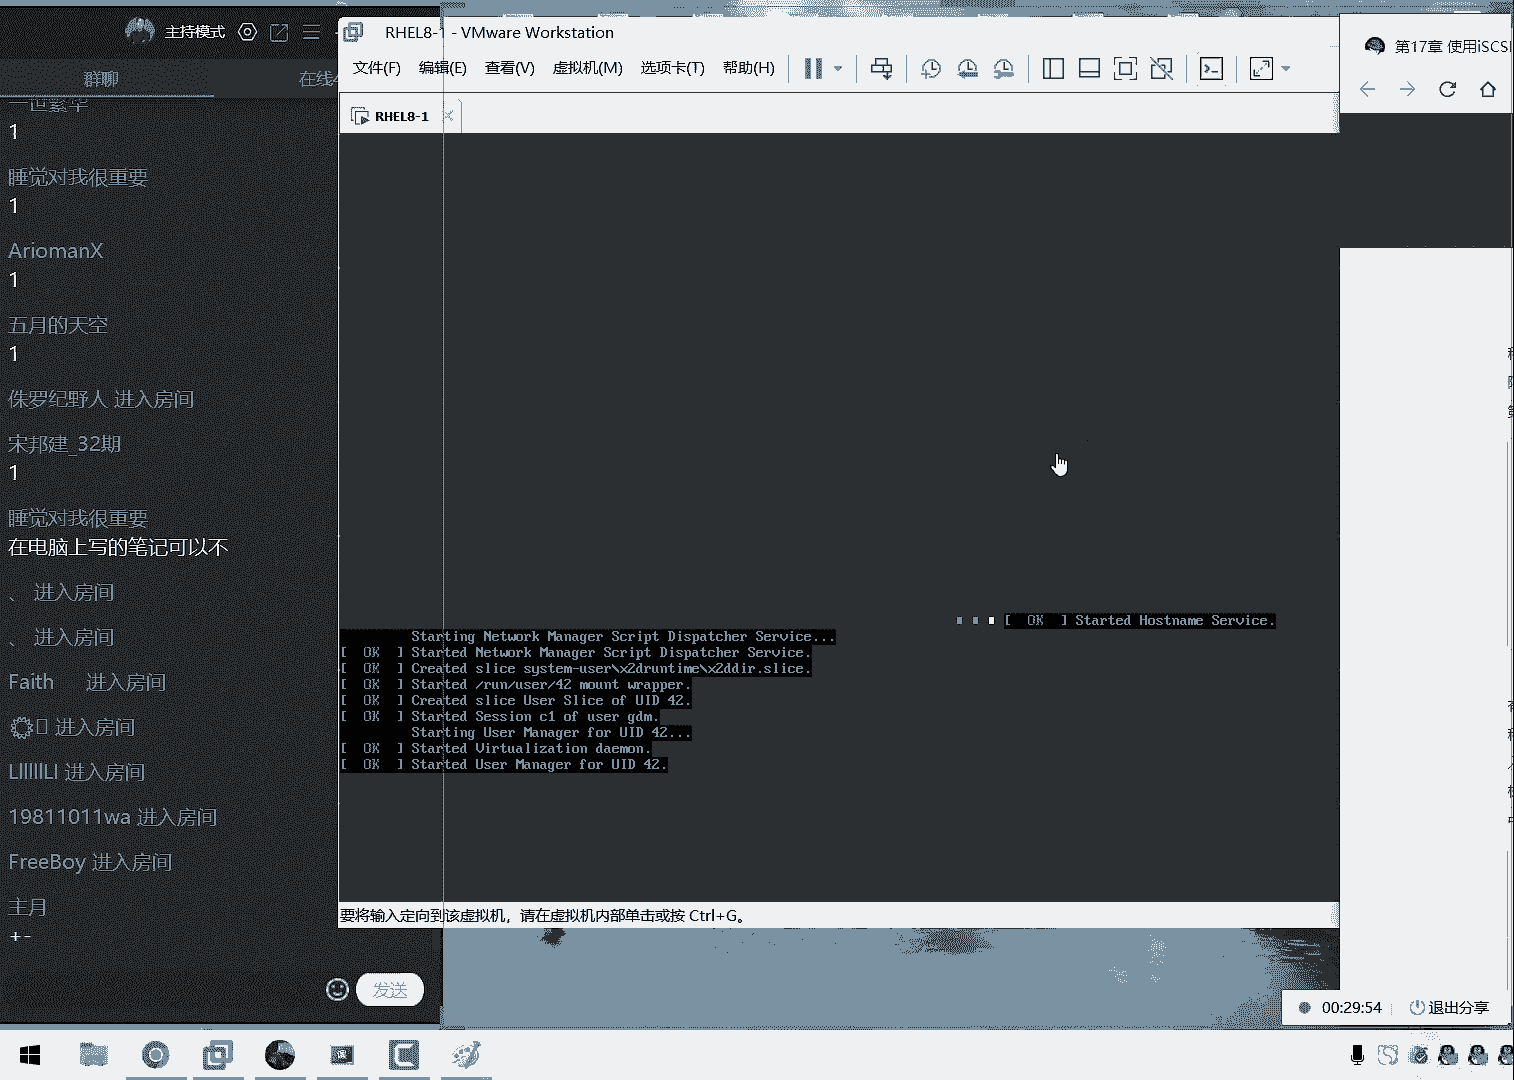 主持模式
群聊
在线
一世繁华
1
睡觉对我很重要
1
AriomanX
1
五月的天空
1
侏罗纪野人 进入房间
宋邦建_32期
1
睡觉对我很重要
在电脑上写的笔记可以不
、 进入房间
、 进入房间
Faith 进入房间
进入房间
LllllllLl 进入房间
19811011wa 进入房间
FreeBoy 进入房间
主月
+-
发送
RHEL8-1 - VMware Workstation
文件(F) 编辑(E) 查看(V) 虚拟机(M) 选项卡(T) 帮助(H)
RHEL8-1
[ OK ] Started Hostname Service.
Starting Network Manager Script Dispatcher Service...
[ OK ] Started Network Manager Script Dispatcher Service.
[ OK ] Created slice system-user\x2druntime\x2ddir.slice.
[ OK ] Started /run/user/42 mount wrapper.
[ OK ] Created slice User Slice of UID 42.
[ OK ] Started Session c1 of user gdm.
Starting User Manager for UID 42...
[ OK ] Started Virtualization daemon.
[ OK ] Started User Manager for UID 42.
要将输入定向到该虚拟机，请在虚拟机内部单击或按 Ctrl+G。
第17章 使用iSCSI
00:29:54
退出分享